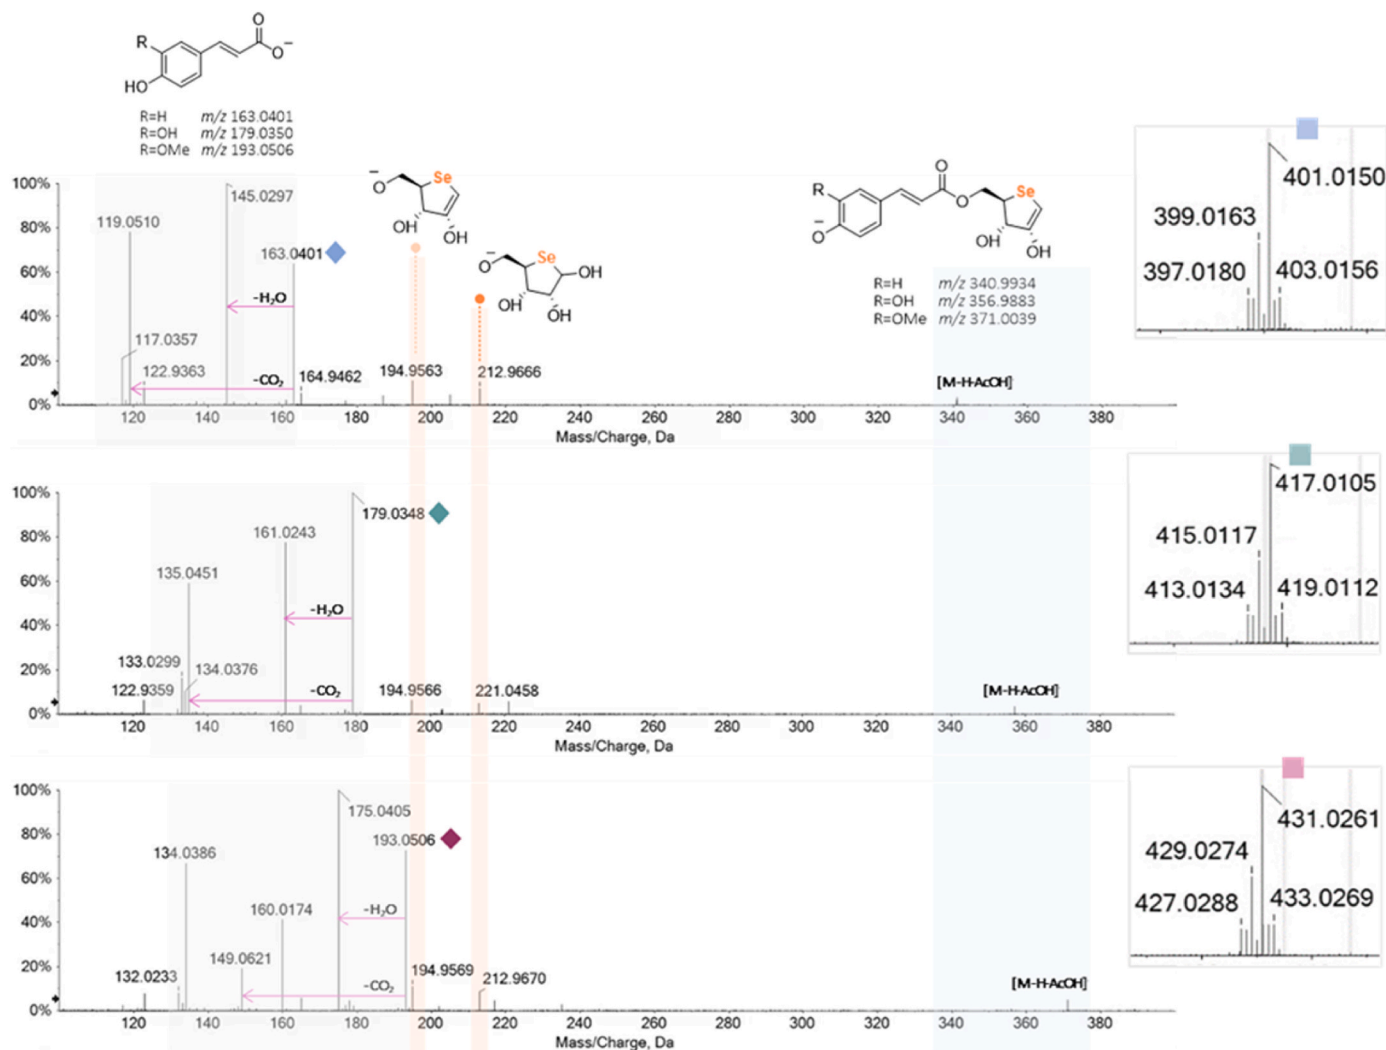 O
R
O⁻
HO
R=H m/z 163.0401
R=OH m/z 179.0350
R=OMe m/z 193.0506
100%
80%
60%
40%
20%
0%
119.0510
117.0357
122.9363
145.0297
163.0401
-H₂O
-CO₂
164.9462
194.9563
212.9666
[M-H-AcOH]
⁻O
Se
OH
OH
⁻O
Se
OH
OH
OH
O
R
O
⁻O
Se
OH
OH
R=H m/z 340.9934
R=OH m/z 356.9883
R=OMe m/z 371.0039
401.0150
399.0163
397.0180
403.0156
120 140 160 180 200 220 240 260 280 300 320 340 360 380
Mass/Charge, Da
100%
80%
60%
40%
20%
0%
179.0348
161.0243
135.0451
-H₂O
133.0299
134.0376
122.9359
-CO₂
194.9566
221.0458
[M-H-AcOH]
417.0105
415.0117
413.0134
419.0112
120 140 160 180 200 220 240 260 280 300 320 340 360 380
Mass/Charge, Da
100%
80%
60%
40%
20%
0%
175.0405
193.0506
134.0386
160.0174
-H₂O
149.0621
132.0233
-CO₂
194.9569
212.9670
[M-H-AcOH]
431.0261
429.0274
427.0288
433.0269
120 140 160 180 200 220 240 260 280 300 320 340 360 380
Mass/Charge, Da